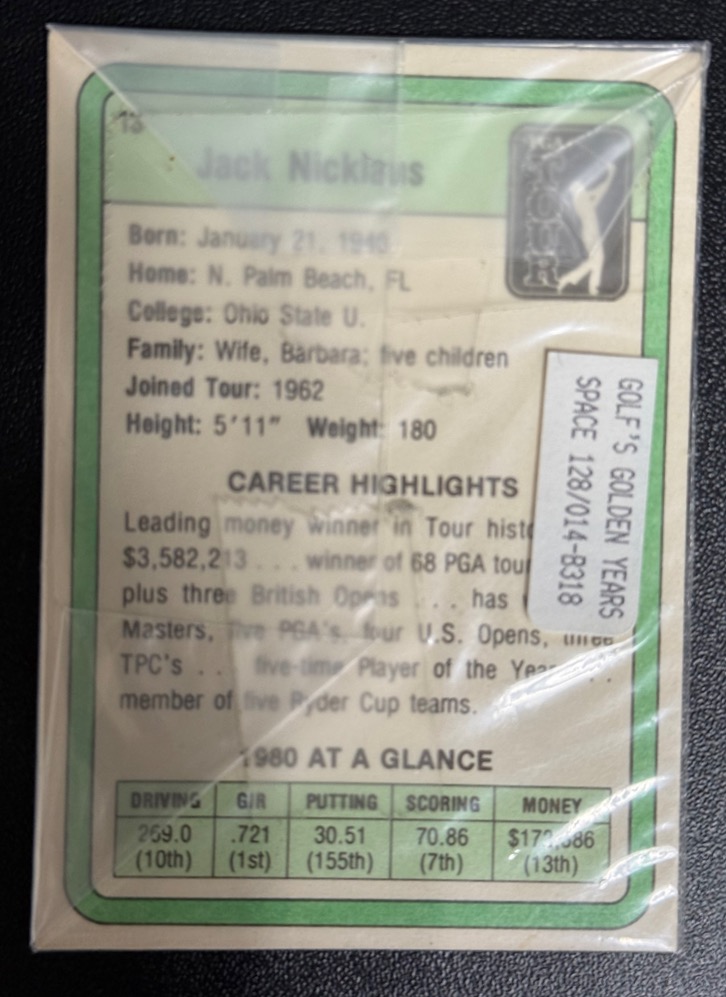 13
Jack Nicklaus
PGA TOUR
Born: January 21, 1940
Home: N. Palm Beach, FL
College: Ohio State U.
Family: Wife, Barbara; five children
Joined Tour: 1962
Height: 5'11" Weight: 180
CAREER HIGHLIGHTS
Leading money winner in Tour
$3,582,213 . . . winner of 68 PGA
plus three British Opens . . . has
Masters, five PGA's, four U.S. Opens, three
TPC's . . five-time Player of the Year . .
member of five Ryder Cup teams.
1980 AT A GLANCE
DRIVING GIR PUTTING SCORING MONEY
269.0 .721 30.51 70.86
(10th) (1st) (155th) (7th) (13th)
GOLF'S GOLDEN YEARS
SPACE 128/014-B318